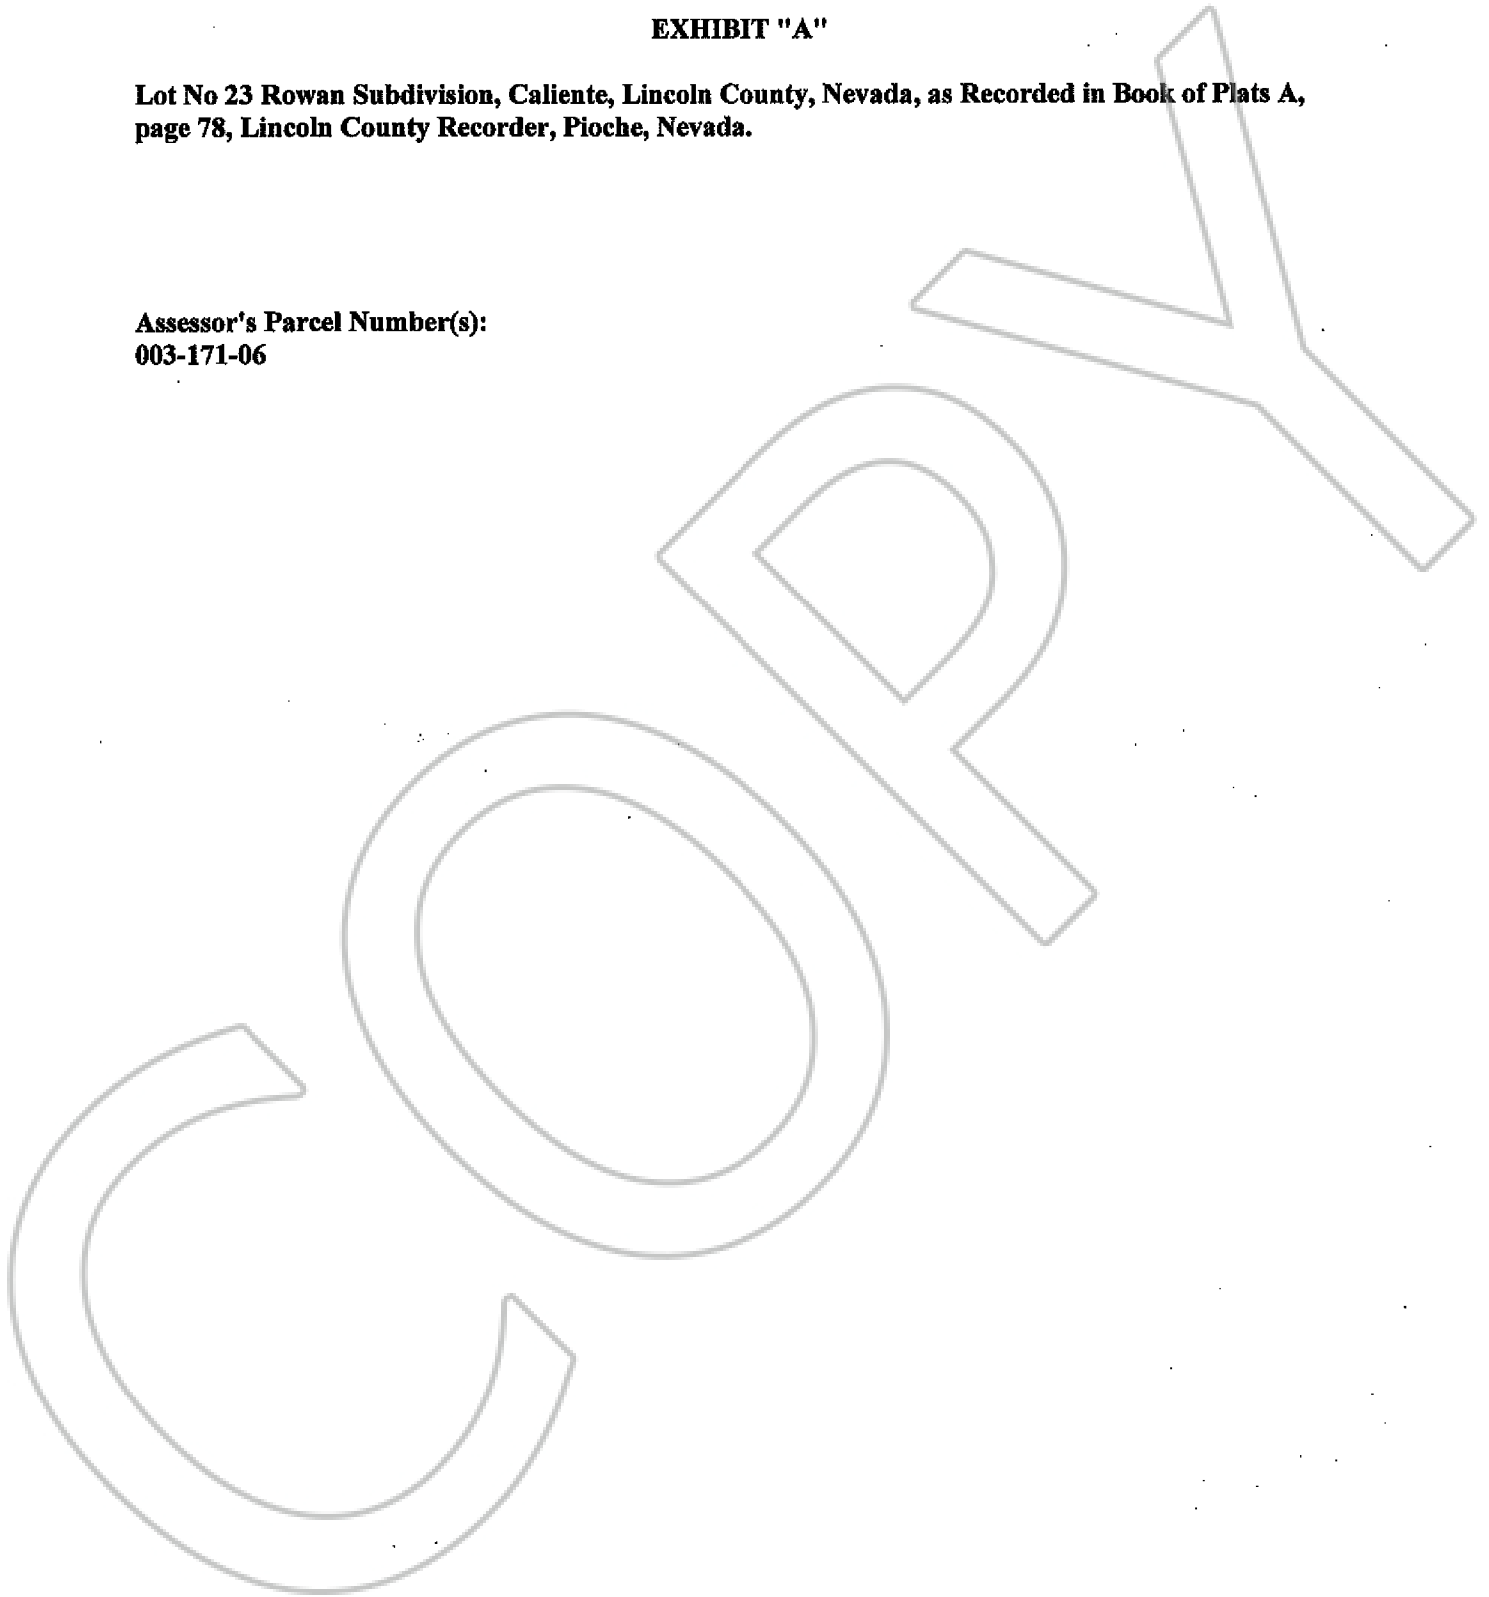 EXHIBIT "A"
Lot No 23 Rowan Subdivision, Caliente, Lincoln County, Nevada, as Recorded in Book of Plats A,
page 78, Lincoln County Recorder, Pioche, Nevada.
Assessor's Parcel Number(s):
003-171-06
COPY